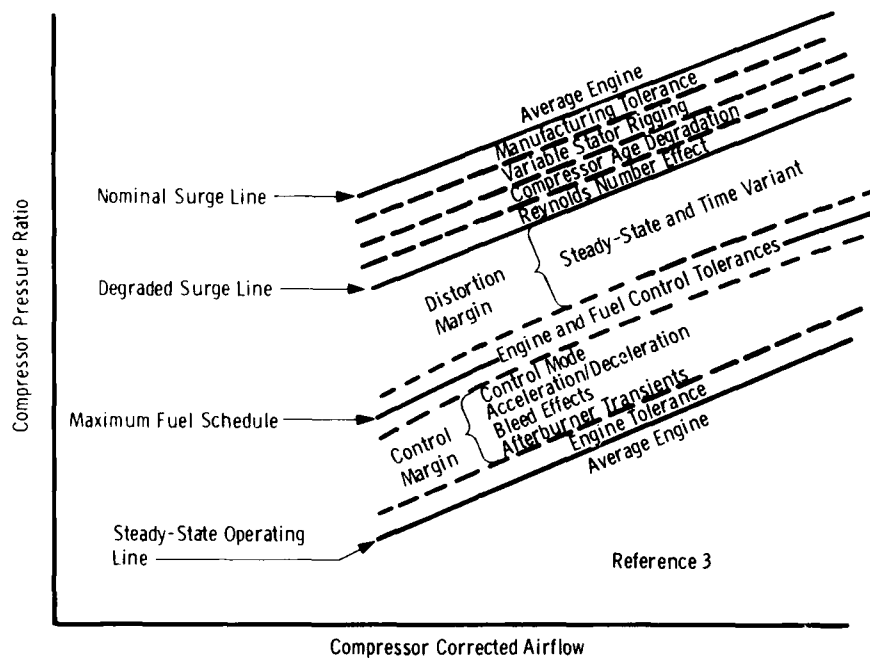 Average Engine
Manufacturing Tolerance
Variable Stator Rigging
Compressor Age Degradation
Reynolds Number Effect
Nominal Surge Line
Degraded Surge Line
Distortion
Margin
Steady-State and Time Variant
Engine and Fuel Control Tolerances
Maximum Fuel Schedule
Control
Margin
Control Mode
Acceleration/Deceleration
Bleed Effects
Afterburner Transients
Engine Tolerance
Average Engine
Steady-State Operating
Line
Reference 3
Compressor Pressure Ratio
Compressor Corrected Airflow